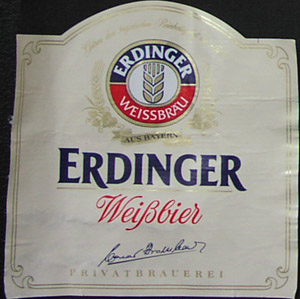 ERDINGER
WEISSBRÄU
AUS BAYERN
ERDINGER
Weißbier
PRIVATBRAUEREI